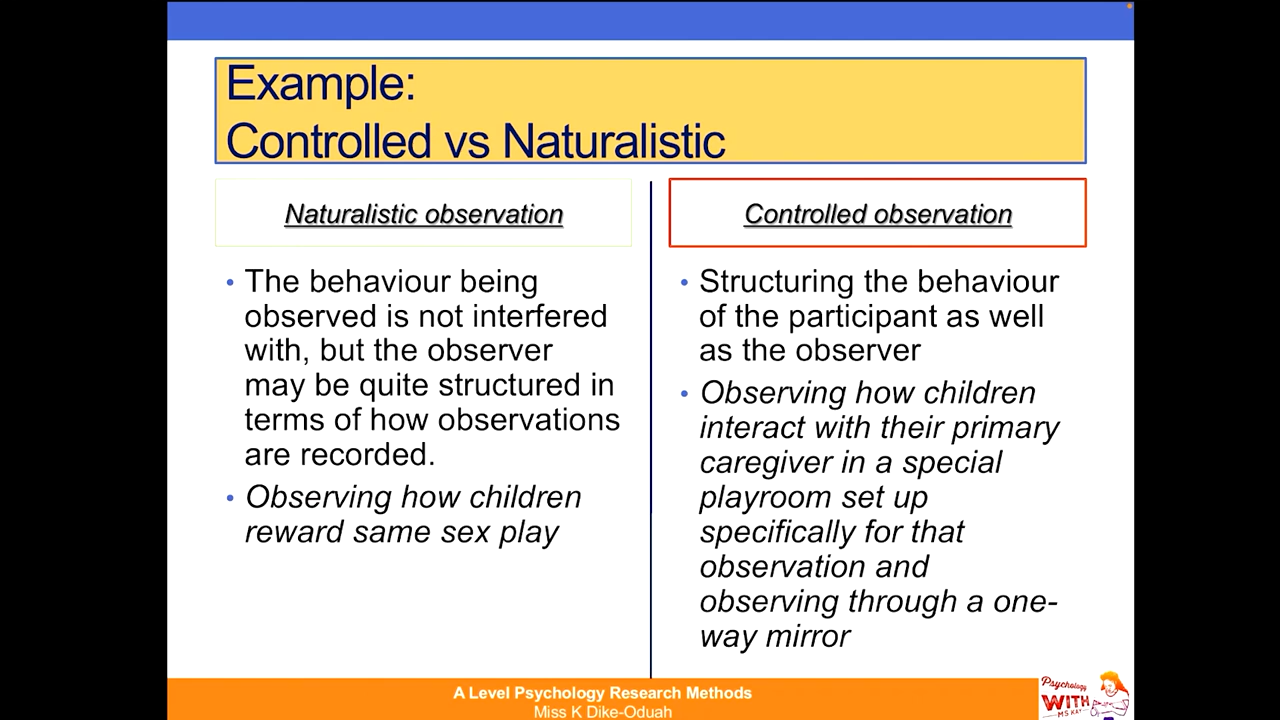 Example:
Controlled vs Naturalistic
Naturalistic observation
• The behaviour being
observed is not interfered
with, but the observer
may be quite structured in
terms of how observations
are recorded.
• Observing how children
reward same sex play
Controlled observation
• Structuring the behaviour
of the participant as well
as the observer
• Observing how children
interact with their primary
caregiver in a special
playroom set up
specifically for that
observation and
observing through a one-
way mirror
A Level Psychology Research Methods
Miss K Dike-Oduah
Psychology
WITH